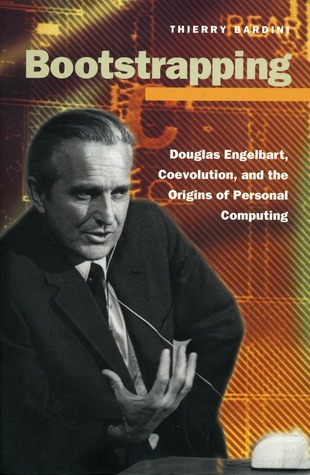 THIERRY BARDINI
Bootstrapping
Douglas Engelbart,
Coevolution, and the
Origins of Personal
Computing